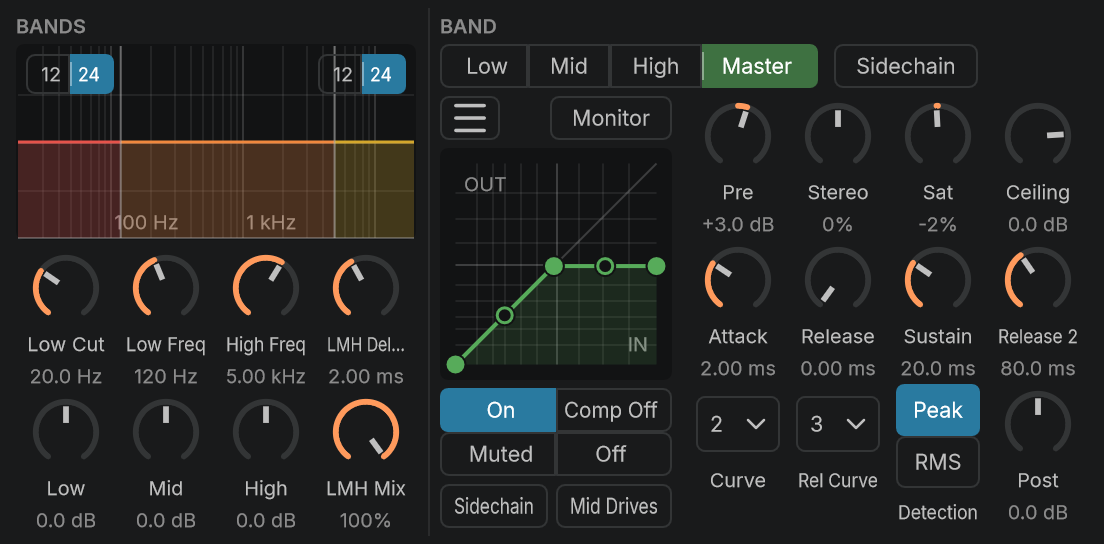 BANDS
12 24
12 24
100 Hz
1 kHz
Low Cut
20.0 Hz
Low Freq
120 Hz
High Freq
5.00 kHz
LMH Del...
2.00 ms
Low
0.0 dB
Mid
0.0 dB
High
0.0 dB
LMH Mix
100%
BAND
Low Mid High Master Sidechain
Monitor
OUT
IN
On Comp Off
Muted Off
Sidechain Mid Drives
Pre
+3.0 dB
Stereo
0%
Sat
-2%
Ceiling
0.0 dB
Attack
2.00 ms
Release
0.00 ms
Sustain
20.0 ms
Release 2
80.0 ms
2
Curve
3
Rel Curve
Peak
RMS
Detection
Post
0.0 dB